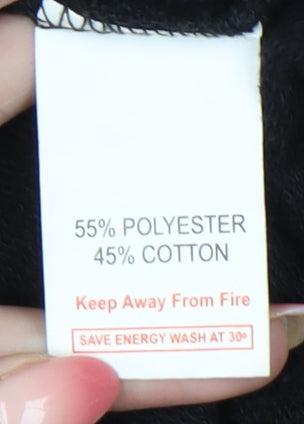 55% POLYESTER
45% COTTON
Keep Away From Fire
SAVE ENERGY WASH AT 30º